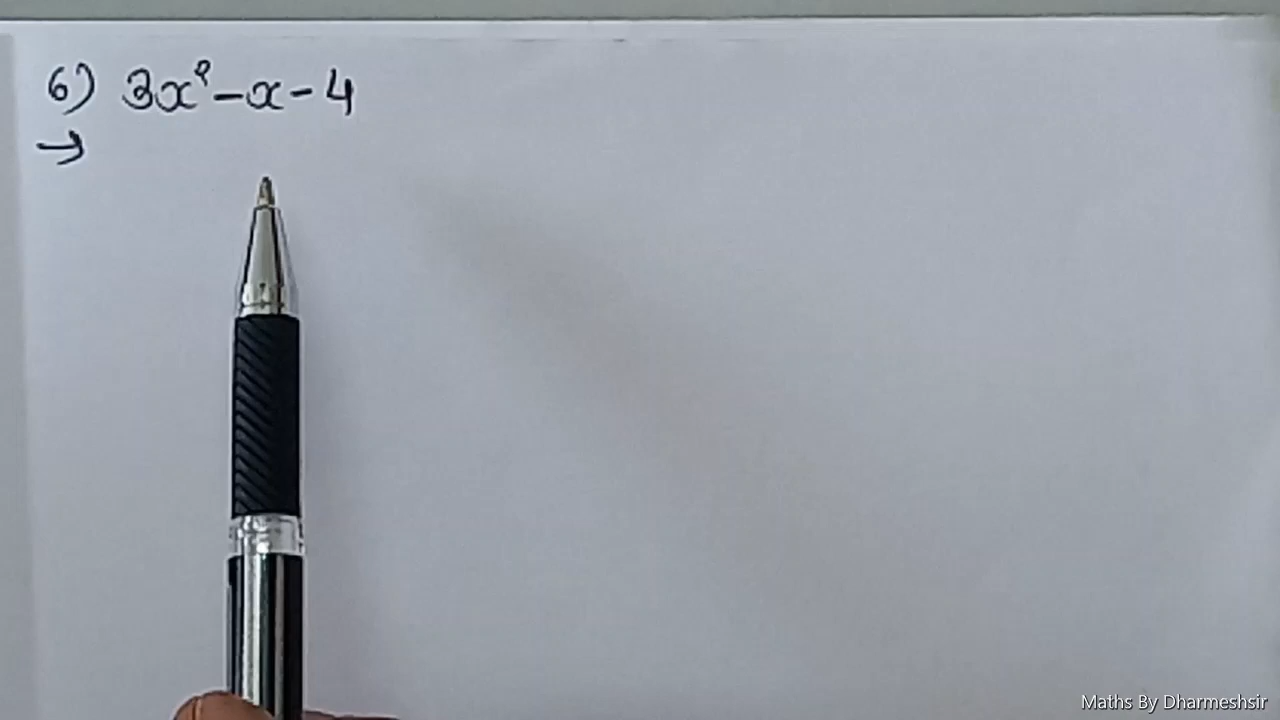 6) 3x² - x - 4
→
Maths By Dharmeshsir